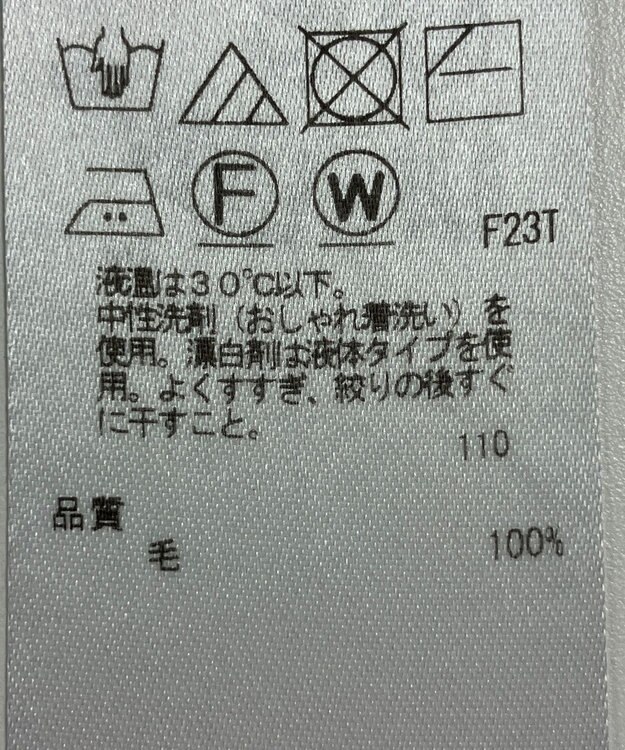 F
W
F23T
液温は30℃以下。
中性洗剤（おしゃれ着洗い）を
使用。漂白剤は液体タイプを使
用。よくすすぎ、絞りの後すぐ
に干すこと。
110
品質
毛 100%